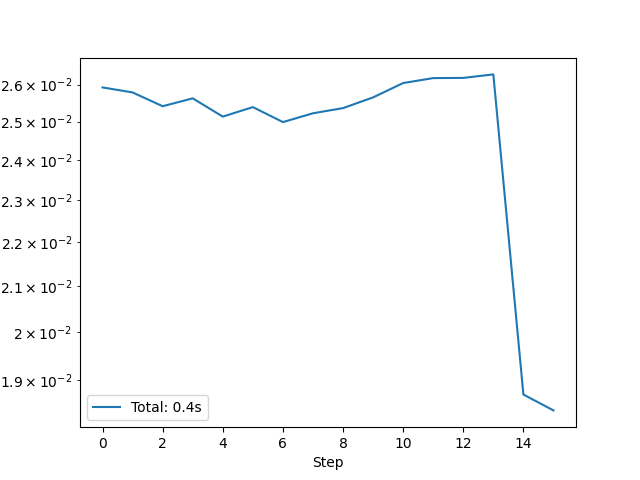 2.6 × 10⁻²
2.5 × 10⁻²
2.4 × 10⁻²
2.3 × 10⁻²
2.2 × 10⁻²
2.1 × 10⁻²
2 × 10⁻²
1.9 × 10⁻²
Total: 0.4s
0 2 4 6 8 10 12 14
Step